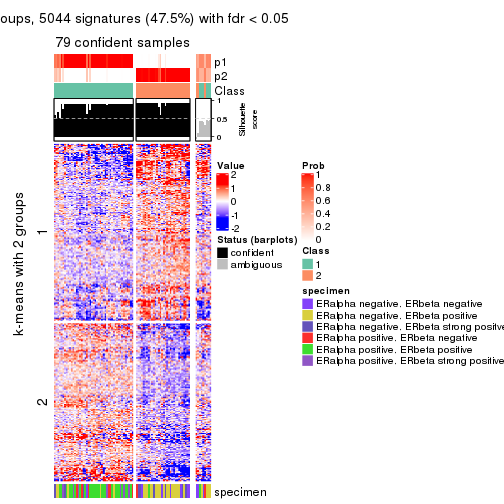 oups, 5044 signatures (47.5%) with fdr < 0.05
79 confident samples
p1
p2
Class
1
0.5
0
Silhouette
score
k-means with 2 groups
1
2
Value
2
1
0
-1
-2
Status (barplots)
confident
ambiguous
Prob
1
0.8
0.6
0.4
0.2
0
Class
1
2
specimen
ERalpha negative. ERbeta negative
ERalpha negative. ERbeta positive
ERalpha negative. ERbeta strong positive
ERalpha positive. ERbeta negative
ERalpha positive. ERbeta positive
ERalpha positive. ERbeta strong positive
specimen